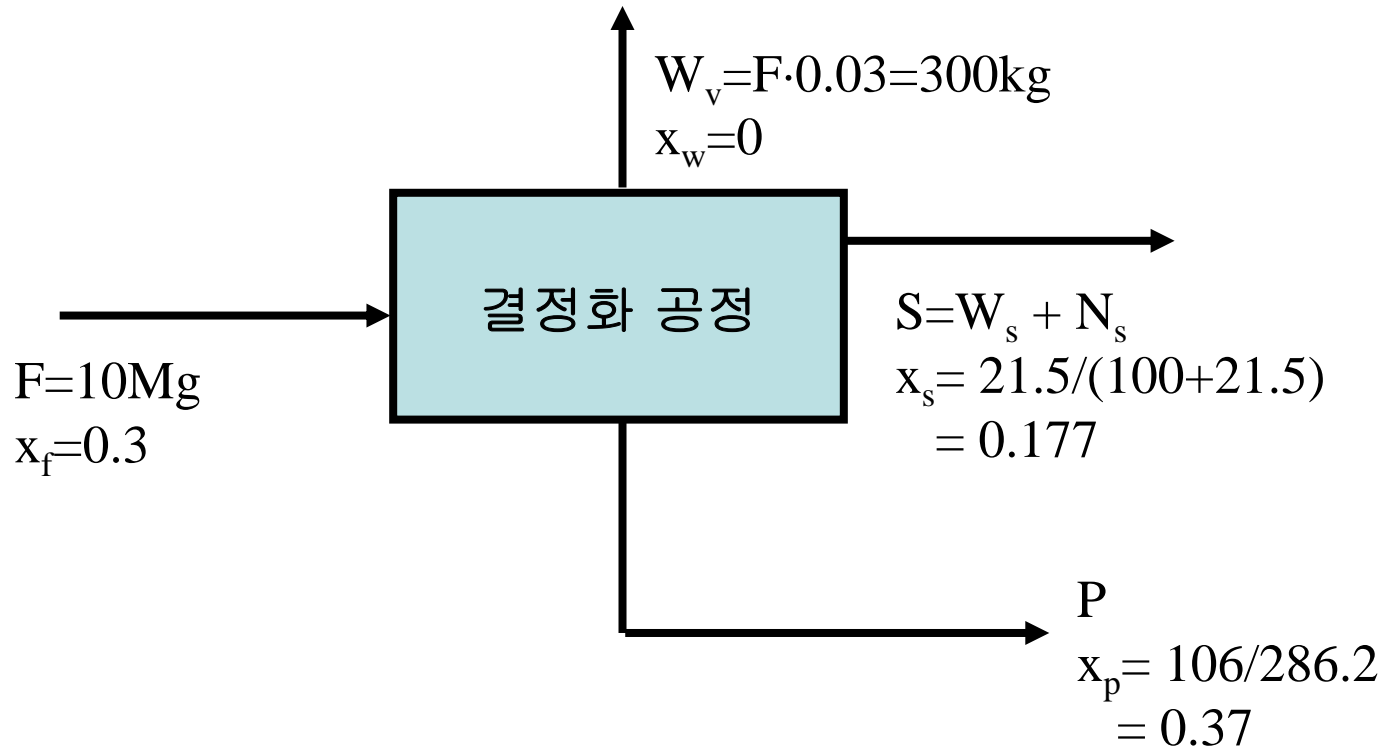 W_v=F·0.03=300kg
x_w=0
결정화 공정
F=10Mg
x_f=0.3
S=W_s + N_s
x_s= 21.5/(100+21.5)
= 0.177
P
x_p= 106/286.2
= 0.37